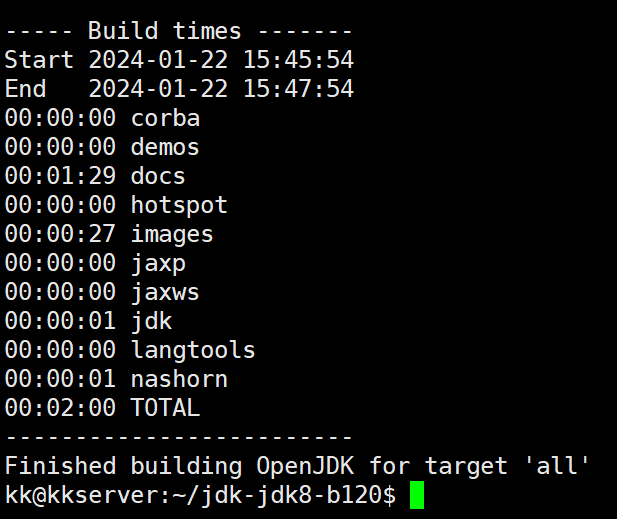 ----- Build times -------
Start 2024-01-22 15:45:54
End   2024-01-22 15:47:54
00:00:00 corba
00:00:00 demos
00:01:29 docs
00:00:00 hotspot
00:00:27 images
00:00:00 jaxp
00:00:00 jaxws
00:00:01 jdk
00:00:00 langtools
00:00:01 nashorn
00:02:00 TOTAL
-------------------------
Finished building OpenJDK for target 'all'
kk@kkserver:~/jdk-jdk8-b120$